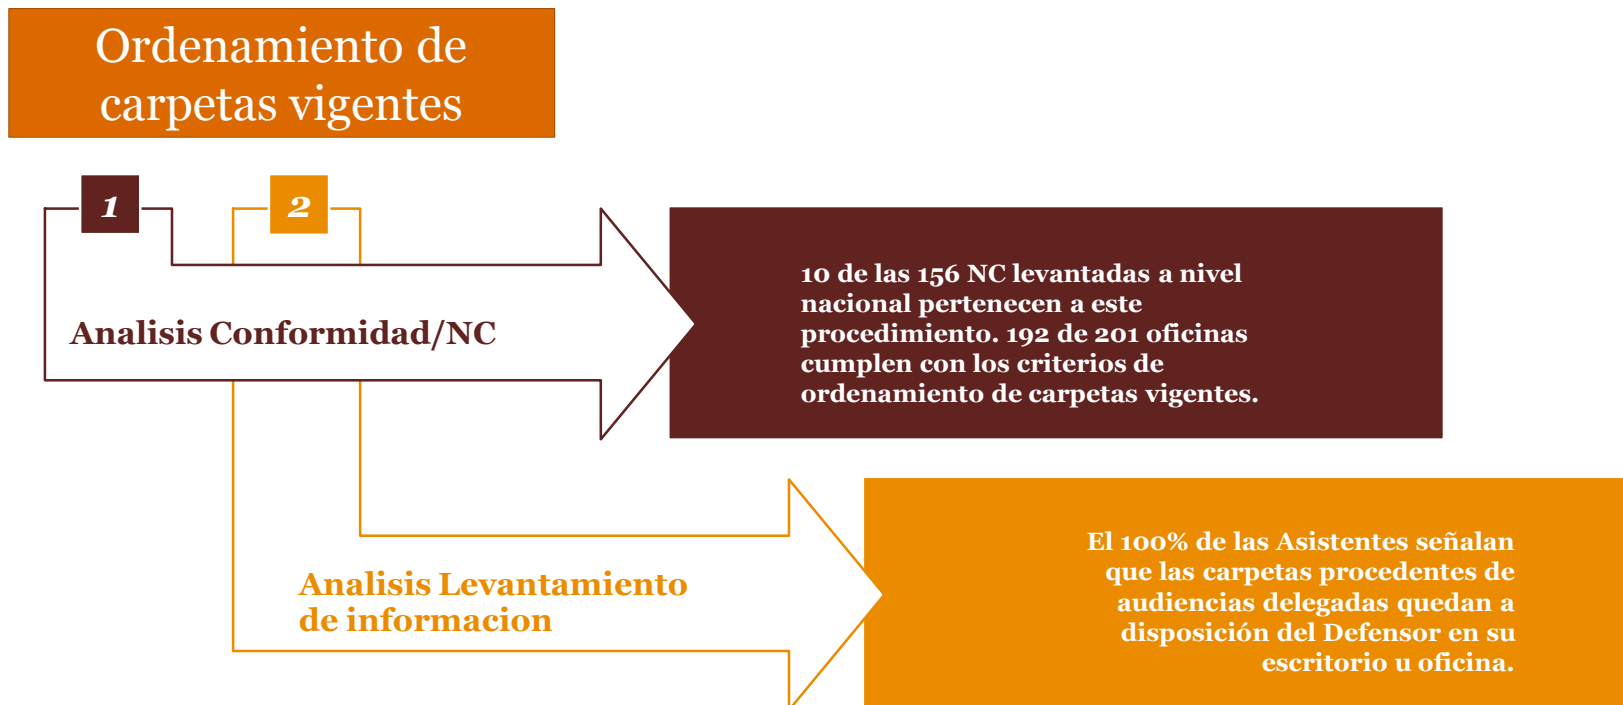 Ordenamiento de
carpetas vigentes
1
2
Analisis Conformidad/NC
10 de las 156 NC levantadas a nivel
nacional pertenecen a este
procedimiento. 192 de 201 oficinas
cumplen con los criterios de
ordenamiento de carpetas vigentes.
Analisis Levantamiento
de informacion
El 100% de las Asistentes señalan
que las carpetas procedentes de
audiencias delegadas quedan a
disposición del Defensor en su
escritorio u oficina.